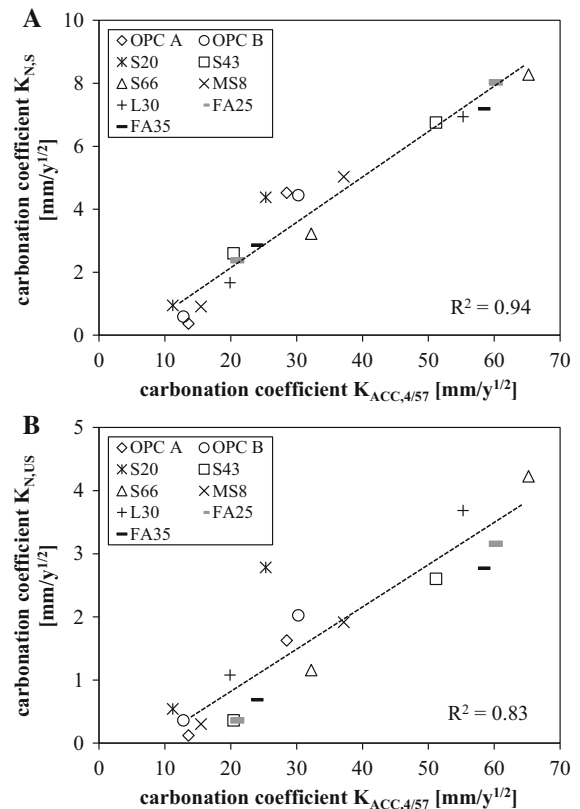 A
carbonation coefficient K_N,S
[mm/y^1/2]
10
8
6
4
2
0
OPC A OPC B
S20 S43
S66 MS8
L30 FA25
FA35
R² = 0.94
0 10 20 30 40 50 60 70
carbonation coefficient K_ACC,4/57 [mm/y^1/2]
B
carbonation coefficient K_N,US
[mm/y^1/2]
5
4
3
2
1
0
OPC A OPC B
S20 S43
S66 MS8
L30 FA25
FA35
R² = 0.83
0 10 20 30 40 50 60 70
carbonation coefficient K_ACC,4/57 [mm/y^1/2]